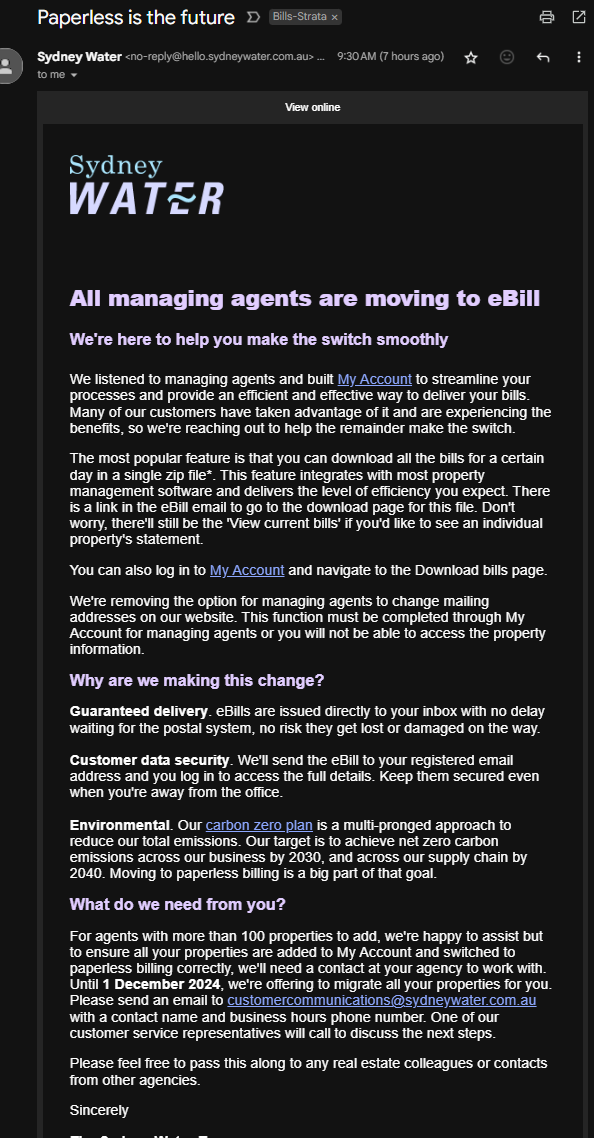 Paperless is the future Bills-Strata ×
Sydney Water <no-reply@hello.sydneywater.com.au> ... 9:30 AM (7 hours ago)
to me
View online
Sydney
WATER
All managing agents are moving to eBill
We're here to help you make the switch smoothly
We listened to managing agents and built My Account to streamline your
processes and provide an efficient and effective way to deliver your bills.
Many of our customers have taken advantage of it and are experiencing the
benefits, so we're reaching out to help the remainder make the switch.
The most popular feature is that you can download all the bills for a certain
day in a single zip file*. This feature integrates with most property
management software and delivers the level of efficiency you expect. There
is a link in the eBill email to go to the download page for this file. Don't
worry, there'll still be the 'View current bills' if you'd like to see an individual
property's statement.
You can also log in to My Account and navigate to the Download bills page.
We're removing the option for managing agents to change mailing
addresses on our website. This function must be completed through My
Account for managing agents or you will not be able to access the property
information.
Why are we making this change?
Guaranteed delivery. eBills are issued directly to your inbox with no delay
waiting for the postal system, no risk they get lost or damaged on the way.
Customer data security. We'll send the eBill to your registered email
address and you log in to access the full details. Keep them secured even
when you're away from the office.
Environmental. Our carbon zero plan is a multi-pronged approach to
reduce our total emissions. Our target is to achieve net zero carbon
emissions across our business by 2030, and across our supply chain by
2040. Moving to paperless billing is a big part of that goal.
What do we need from you?
For agents with more than 100 properties to add, we're happy to assist but
to ensure all your properties are added to My Account and switched to
paperless billing correctly, we'll need a contact at your agency to work with.
Until 1 December 2024, we're offering to migrate all your properties for you.
Please send an email to customercommunications@sydneywater.com.au
with a contact name and business hours phone number. One of our
customer service representatives will call to discuss the next steps.
Please feel free to pass this along to any real estate colleagues or contacts
from other agencies.
Sincerely